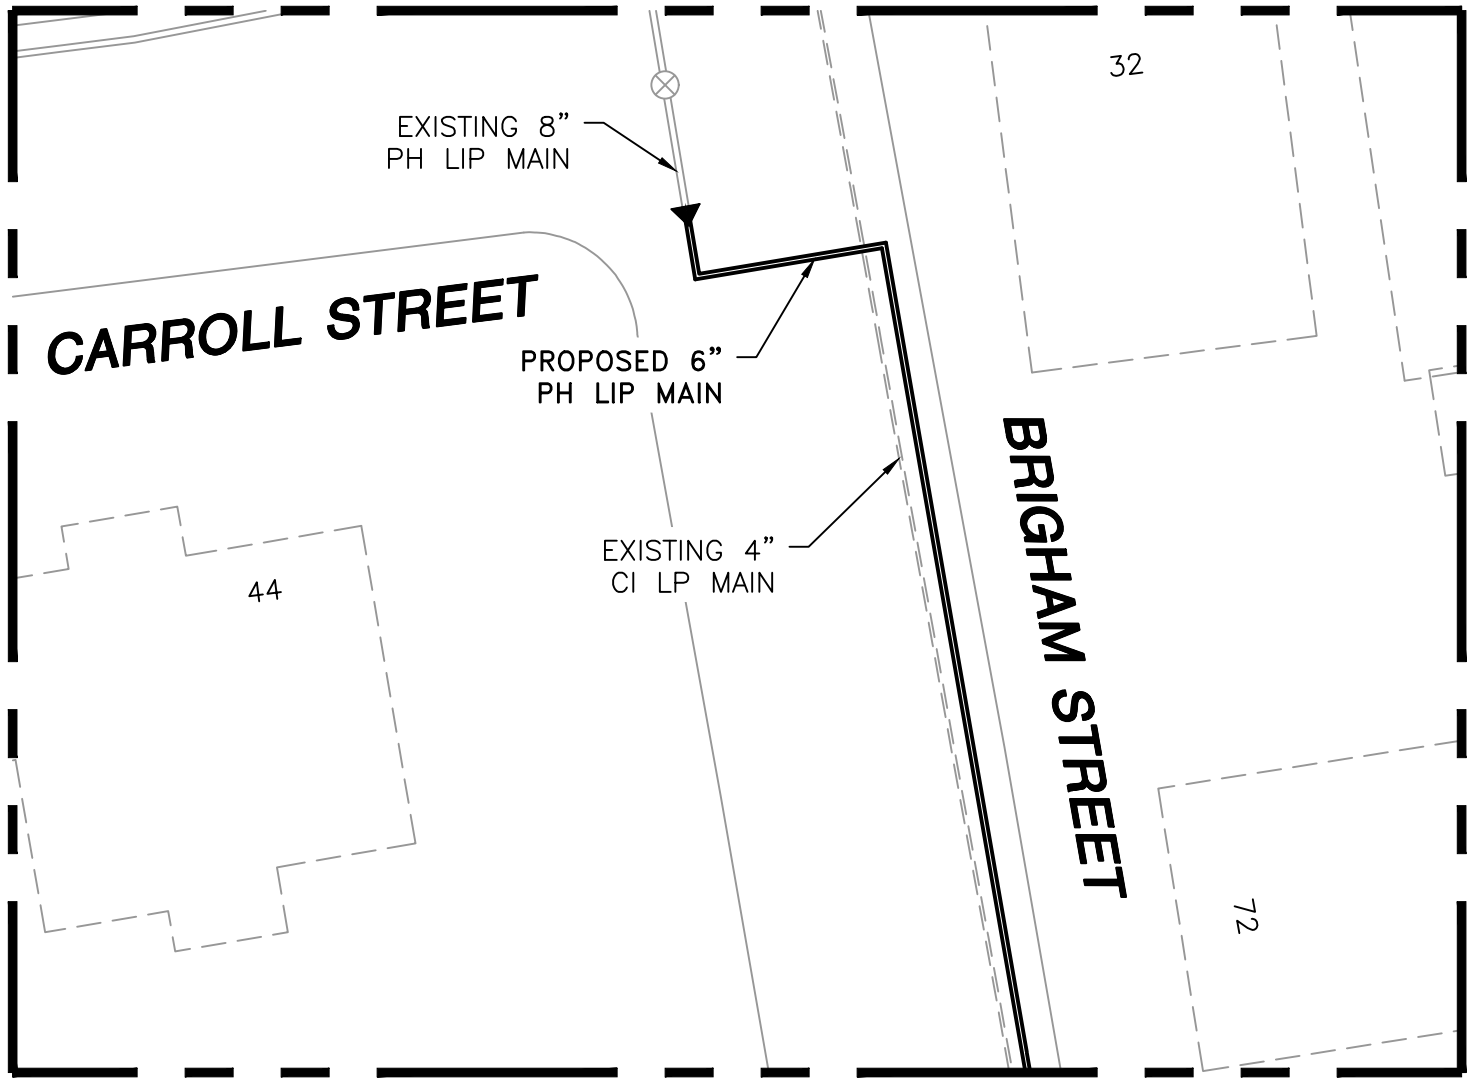 32
EXISTING 8”
PH LIP MAIN
CARROLL STREET
PROPOSED 6”
PH LIP MAIN
BRIGHAM STREET
EXISTING 4”
CI LP MAIN
44
72